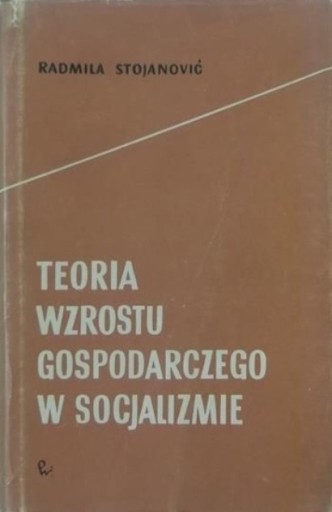 RADMILA STOJANOVIĆ
TEORIA
WZROSTU
GOSPODARCZEGO
W SOCJALIZMIE